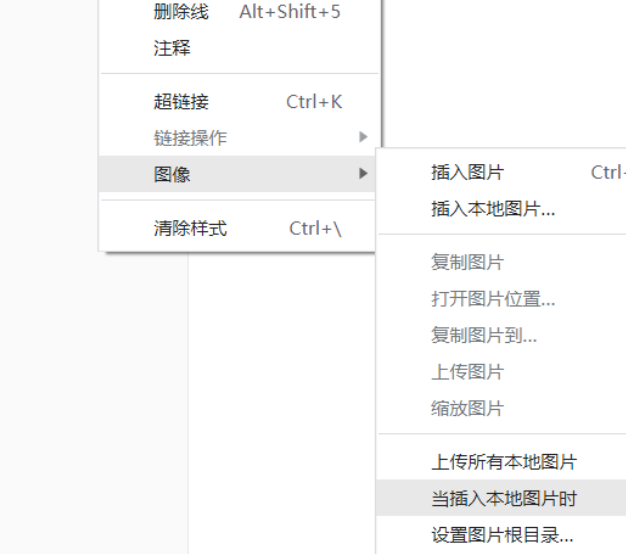 删除线 Alt+Shift+5
注释
超链接 Ctrl+K
链接操作
图像
清除样式 Ctrl+\
插入图片 Ctrl+
插入本地图片...
复制图片
打开图片位置...
复制图片到...
上传图片
缩放图片
上传所有本地图片
当插入本地图片时
设置图片根目录...